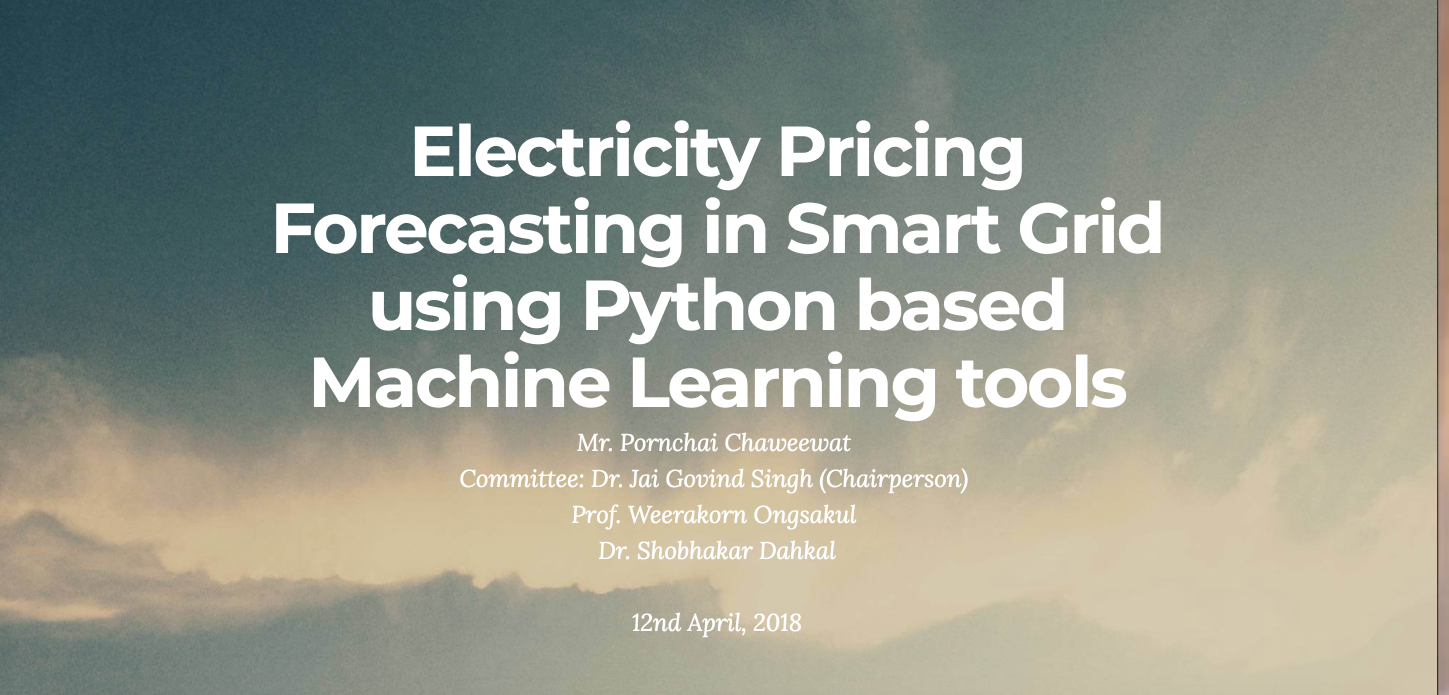 Electricity Pricing
Forecasting in Smart Grid
using Python based
Machine Learning tools
Mr. Pornchai Chaweewat
Committee: Dr. Jai Govind Singh (Chairperson)
Prof. Weerakorn Ongsakul
Dr. Shobhakar Dahkal
12nd April, 2018